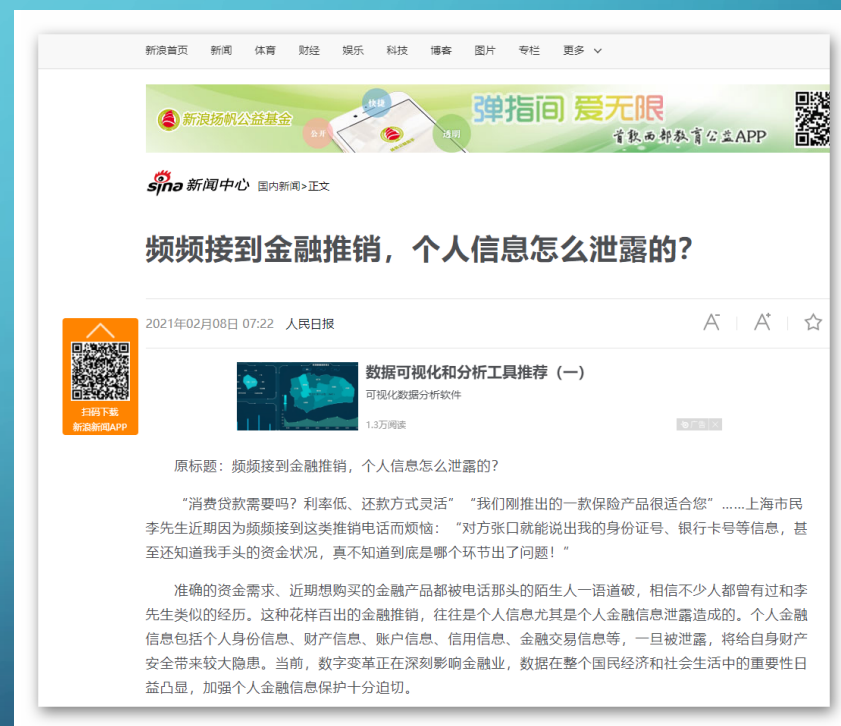 新浪首页 新闻 体育 财经 娱乐 科技 博客 图片 专栏 更多
新浪扬帆公益基金
公开
快捷
透明
弹指间 爱无限
首款西部教育公益APP
sina 新闻中心 国内新闻>正文
频频接到金融推销，个人信息怎么泄露的？
2021年02月08日 07:22 人民日报
A- A+
扫码下载
新浪新闻APP
数据可视化和分析工具推荐（一）
可视化数据分析软件
1.3万阅读
广告
原标题：频频接到金融推销，个人信息怎么泄露的？
“消费贷款需要吗？利率低、还款方式灵活”“我们刚推出的一款保险产品很适合您”……上海市民
李先生近期因为频频接到这类推销电话而烦恼：“对方张口就能说出我的身份证号、银行卡号等信息，甚
至还知道我手头的资金状况，真不知道到底是哪个环节出了问题！”
准确的资金需求、近期想购买的金融产品都被电话那头的陌生人一语道破，相信不少人都曾有过和李
先生类似的经历。这种花样百出的金融推销，往往是个人信息尤其是个人金融信息泄露造成的。个人金融
信息包括个人身份信息、财产信息、账户信息、信用信息、金融交易信息等，一旦被泄露，将给自身财产
安全带来较大隐患。当前，数字变革正在深刻影响金融业，数据在整个国民经济和社会生活中的重要性日
益凸显，加强个人金融信息保护十分迫切。